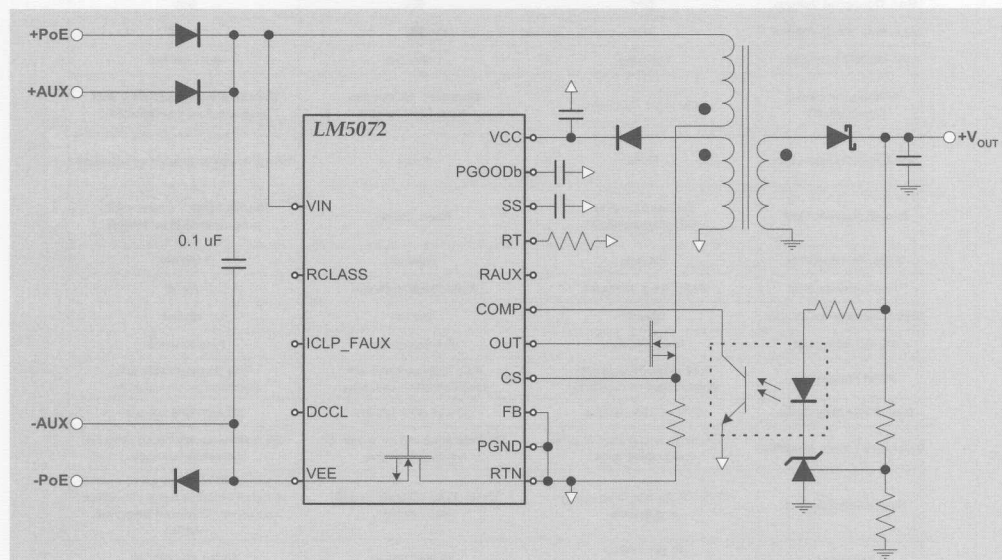 +PoE
+AUX
LM5072
VCC
+V_OUT
PGOODb
VIN
SS
0.1 uF
RT
RCLASS
RAUX
COMP
ICLP_FAUX
OUT
CS
DCCL
FB
-AUX
PGND
-PoE
VEE
RTN